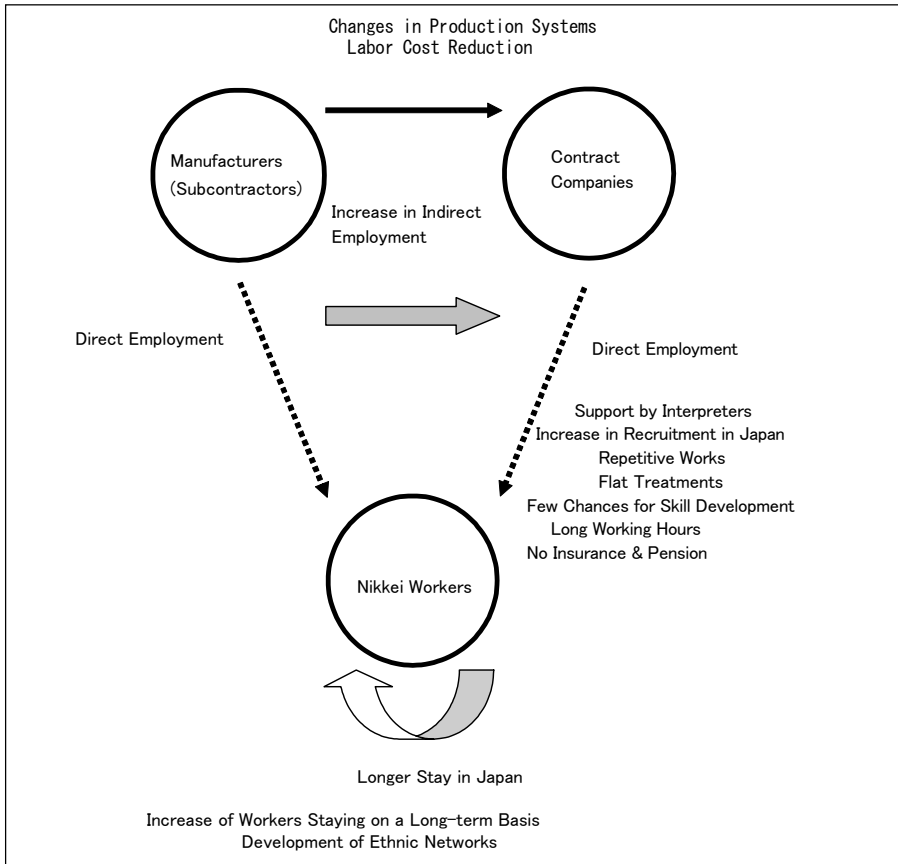 Changes in Production Systems
Labor Cost Reduction
Manufacturers
(Subcontractors)
Contract
Companies
Increase in Indirect
Employment
Direct Employment
Direct Employment
Support by Interpreters
Increase in Recruitment in Japan
Repetitive Works
Flat Treatments
Few Chances for Skill Development
Long Working Hours
No Insurance & Pension
Nikkei Workers
Longer Stay in Japan
Increase of Workers Staying on a Long-term Basis
Development of Ethnic Networks